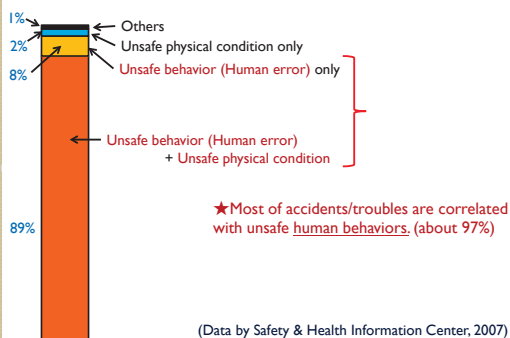 1%
Others
2%
Unsafe physical condition only
8%
Unsafe behavior (Human error) only
Unsafe behavior (Human error)
+ Unsafe physical condition
89%
★Most of accidents/troubles are correlated
with unsafe human behaviors. (about 97%)
(Data by Safety & Health Information Center, 2007)